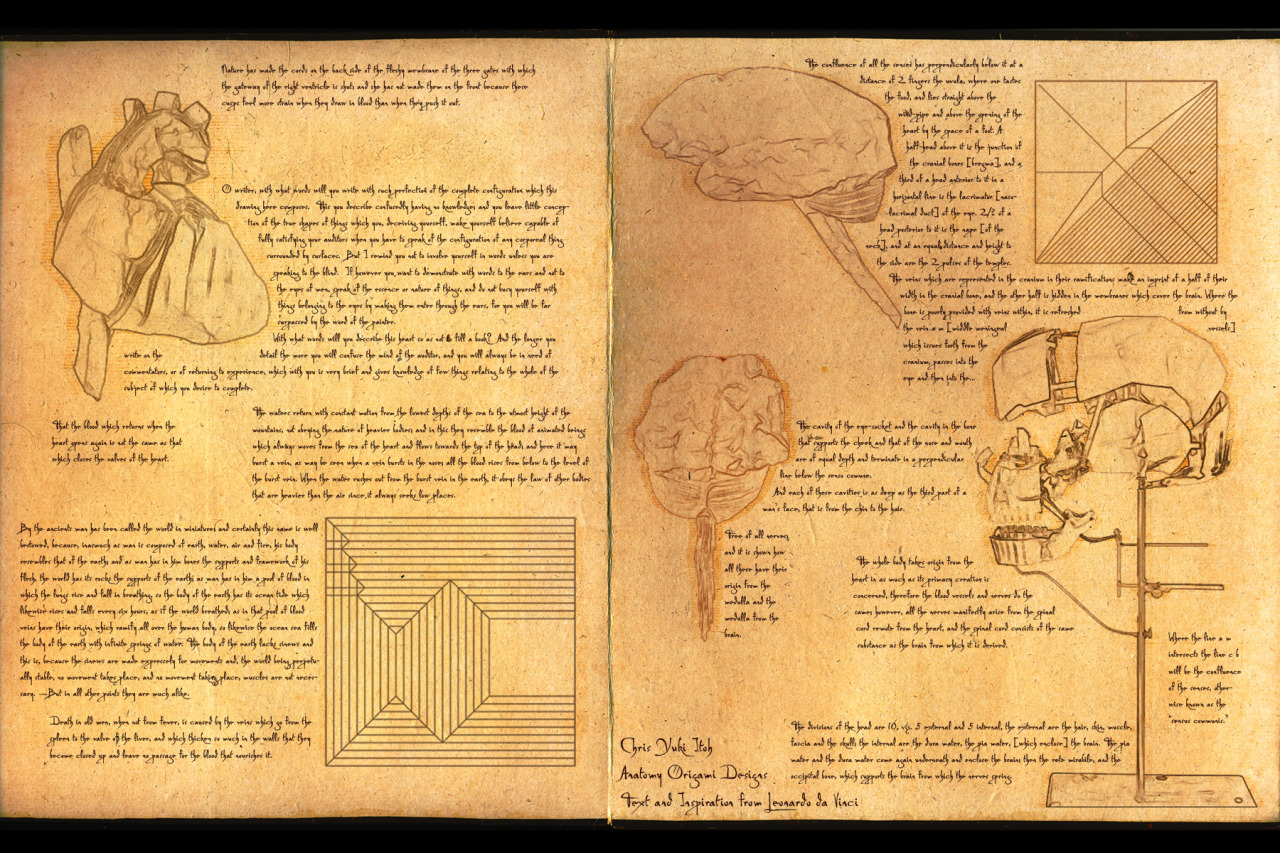 Nature has made the cords on the back side of the fleshy membrane of the three gates with which
the gateway of the right ventricle is shut; and she has not made them on the front because these
cusps feel more strain when they draw in blood than when they push it out.
O writer, with what words will you write with such perfection of the complete configuration which this
drawing here composes. This you describe confusedly having no knowledge; and you leave little concep-
tion of the true shapes of things which you, deceiving yourself, make yourself believe capable of
fully satisfying your auditors when you have to speak of the configuration of any corporeal thing
surrounded by surfaces. But I remind you not to involve yourself in words unless you are
speaking to the blind. If however you want to demonstrate with words to the ears and not to
the eyes of men, speak of the essence or nature of things, and do not busy yourself with
things belonging to the eyes by making them enter through the ears, for you will be far
surpassed by the word of the painter.
With what words will you describe this heart so as not to fill a book? And the longer you
write on the detail the more you will confuse the mind of the auditor, and you will always be in need of
commentators, or of returning to experience, which with you is very brief and gives knowledge of few things relating to the whole of the
subject of which you desire to complete.
That the blood which returns when the
heart opens again is not the same as that
which closes the valves of the heart.
The waters return with constant motion from the lowest depths of the sea to the utmost height of the
mountains, not obeying the nature of heavier bodies; and in this they resemble the blood of animated beings
which always moves from the sea of the heart and flows towards the top of the head; and here it may
burst a vein, as may be seen when a vein bursts in the nose; all the blood rises from below to the level of
the burst vein. When the water rushes out from the burst vein in the earth, it obeys the law of other bodies
that are heavier than the air since it always seeks low places.
By the ancients man has been called the world in miniature; and certainly this name is well
bestowed, because, inasmuch as man is composed of earth, water, air and fire, his body
resembles that of the earth; and as man has in him bones the supports and framework of his
flesh, the world has its rocks the supports of the earth; as man has in him a pool of blood in
which the lungs rise and fall in breathing, so the body of the earth has its ocean tide which
likewise rises and falls every six hours, as if the world breathed; as in that pool of blood
veins have their origin, which ramify all over the human body, so likewise the ocean sea fills
the body of the earth with infinite springs of water. The body of the earth lacks sinews and
this is, because the sinews are made expressely for movements and, the world being perpetu-
ally stable, no movement takes place, and no movement taking place, muscles are not neces-
sary. —But in all other points they are much alike.
Death in old men, when not from fever, is caused by the veins which go from the
spleen to the valve of the liver, and which thicken so much in the walls that they
become closed up and leave no passage for the blood that nourishes it.
The confluence of all the senses has perpendicularly below it at a
distance of 2 fingers the uvula, where one tastes
the food, and lies straight above the
wind-pipe and above the opening of the
heart by the space of a foot. A
half-head above it is the junction of
the cranial bones [bregma], and a
third of a head anterior to it in a
horizontal line is the lacrimator [naso-
lacrimal duct] of the eye. 2/3 of a
head posterior to it is the nape [of the
neck], and at an equal distance and height to
the side are the 2 pulses of the temples.
The veins which are represented in the cranium in their ramifications make an imprint of a half of their
width in the cranial bone, and the other half is hidden in the membranes which cover the brain. Where the
bone is poorly provided with veins within, it is refreshed from without by
the vein a m [middle meningeal vessels]
which issues forth from the
cranium, passes into the
eye and then into the...
The cavity of the eye-socket and the cavity in the bone
that supports the cheek and that of the nose and mouth
are of equal depth and terminate in a perpendicular
line below the senso comune.
And each of these cavities is as deep as the third part of a
man's face, that is from the chin to the hair.
Tree of all nerves;
and it is shown how
all these have their
origin from the
medulla and the
medulla from the
brain.
The whole body takes origin from the
heart in as much as its primary creation is
concerned, therefore the blood vessels and nerves do the
same; however, all the nerves manifestly arise from the spinal
cord remote from the heart, and the spinal cord consists of the same
substance as the brain from which it is derived.
Where the line a m
intersects the line c b
will be the confluence
of the senses, other-
wise known as the
"sensus communis."
The divisions of the head are 10, viz. 5 external and 5 internal, the external are the hair, skin, muscle,
fascia and the skull; the internal are the dura mater, the pia mater, [which enclose] the brain. The pia
mater and the dura mater come again underneath and enclose the brain; then the rete mirabile, and the
occipital bone, which supports the brain from which the nerves spring.
Chris Yuki Itoh
Anatomy Origami Designs
Text and Inspiration from Leonardo da Vinci